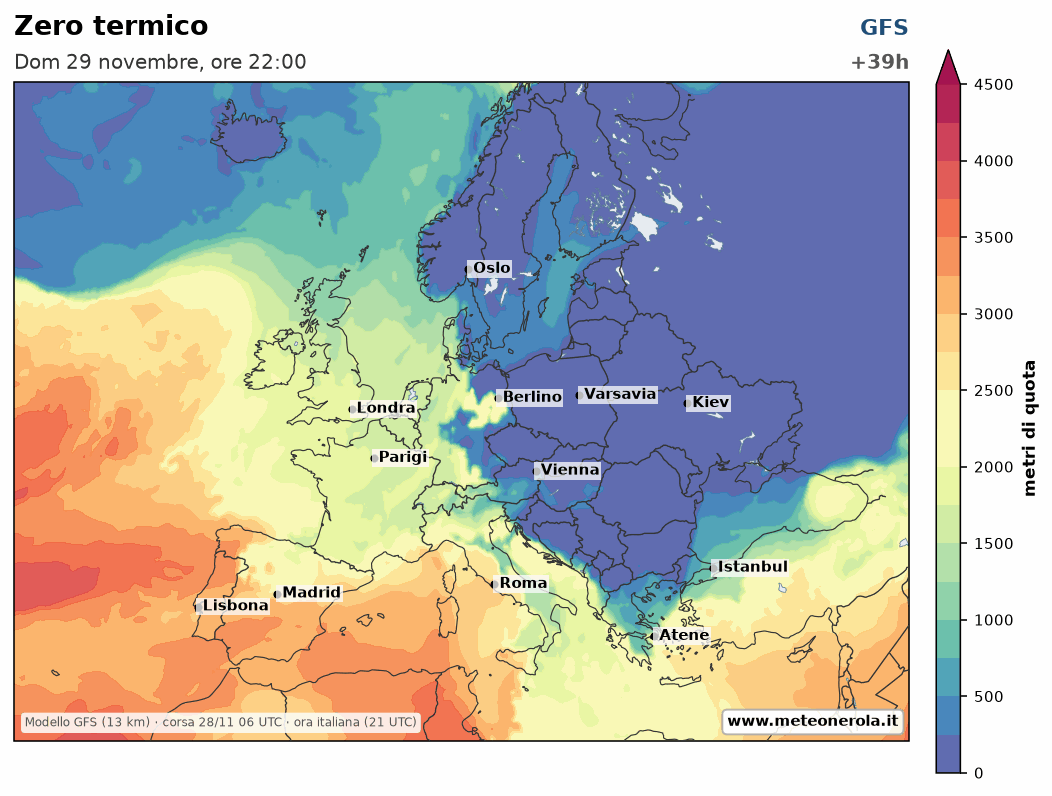 Zero termico
GFS
Dom 29 novembre, ore 22:00
+39h
4500
4000
3500
3000
2500
2000
1500
1000
500
0
metri di quota
Oslo
Berlino
Varsavia
Kiev
Londra
Parigi
Vienna
Istanbul
Roma
Madrid
Lisbona
Atene
Modello GFS (13 km) · corsa 28/11 06 UTC · ora italiana (21 UTC)
www.meteonerola.it